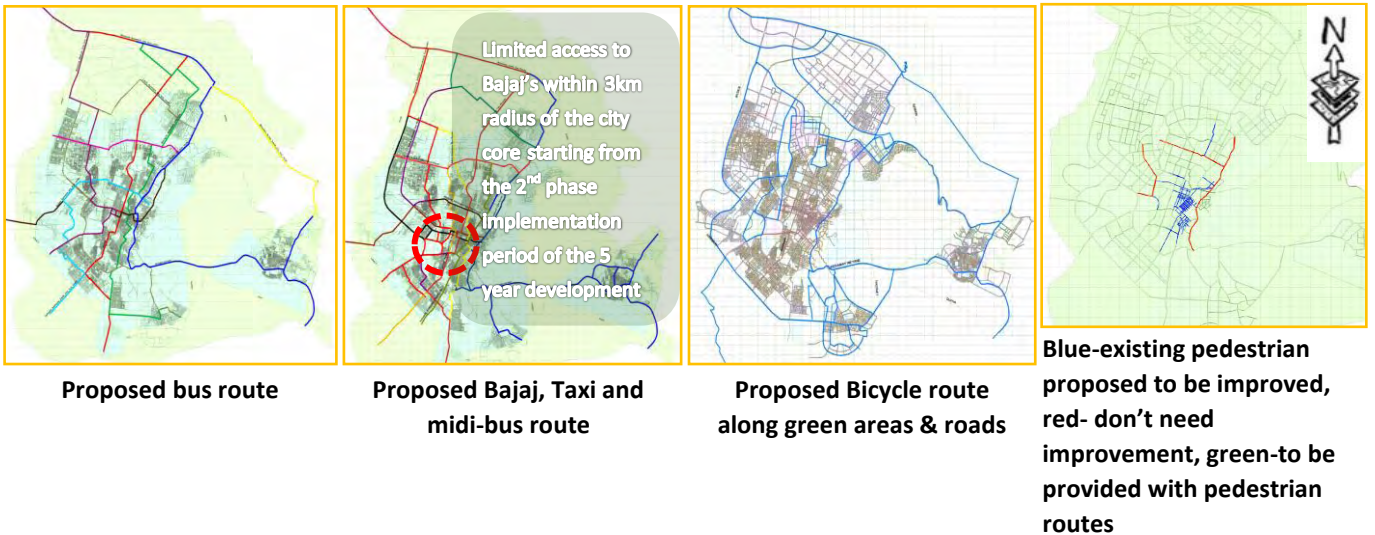 Limited access to
Bajaj's within 3km
radius of the city
core starting from
the 2nd phase
implementation
period of the 5
year development
N
Proposed bus route
Proposed Bajaj, Taxi and
midi-bus route
Proposed Bicycle route
along green areas & roads
Blue-existing pedestrian
proposed to be improved,
red- don't need
improvement, green-to be
provided with pedestrian
routes